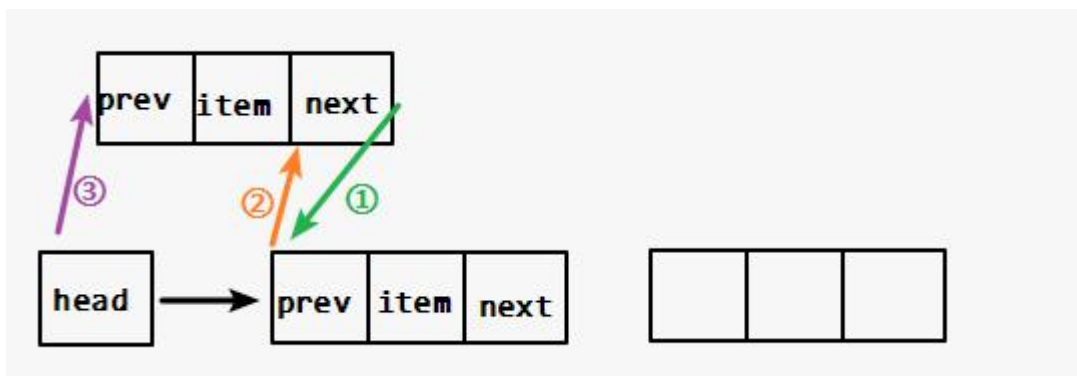 prev item next
③ ② ①
head prev item next